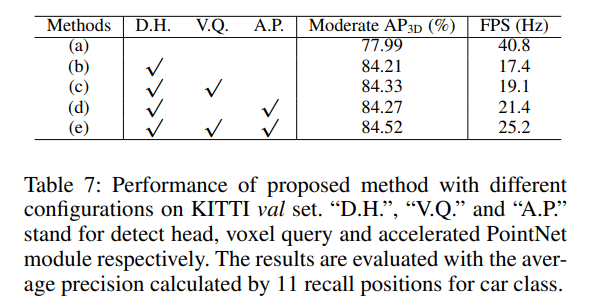 Methods D.H. V.Q. A.P. Moderate AP3D (%) FPS (Hz)
(a) 77.99 40.8
(b) ✓ 84.21 17.4
(c) ✓ ✓ 84.33 19.1
(d) ✓ ✓ 84.27 21.4
(e) ✓ ✓ ✓ 84.52 25.2
Table 7: Performance of proposed method with different
configurations on KITTI val set. “D.H.”, “V.Q.” and “A.P.”
stand for detect head, voxel query and accelerated PointNet
module respectively. The results are evaluated with the aver-
age precision calculated by 11 recall positions for car class.